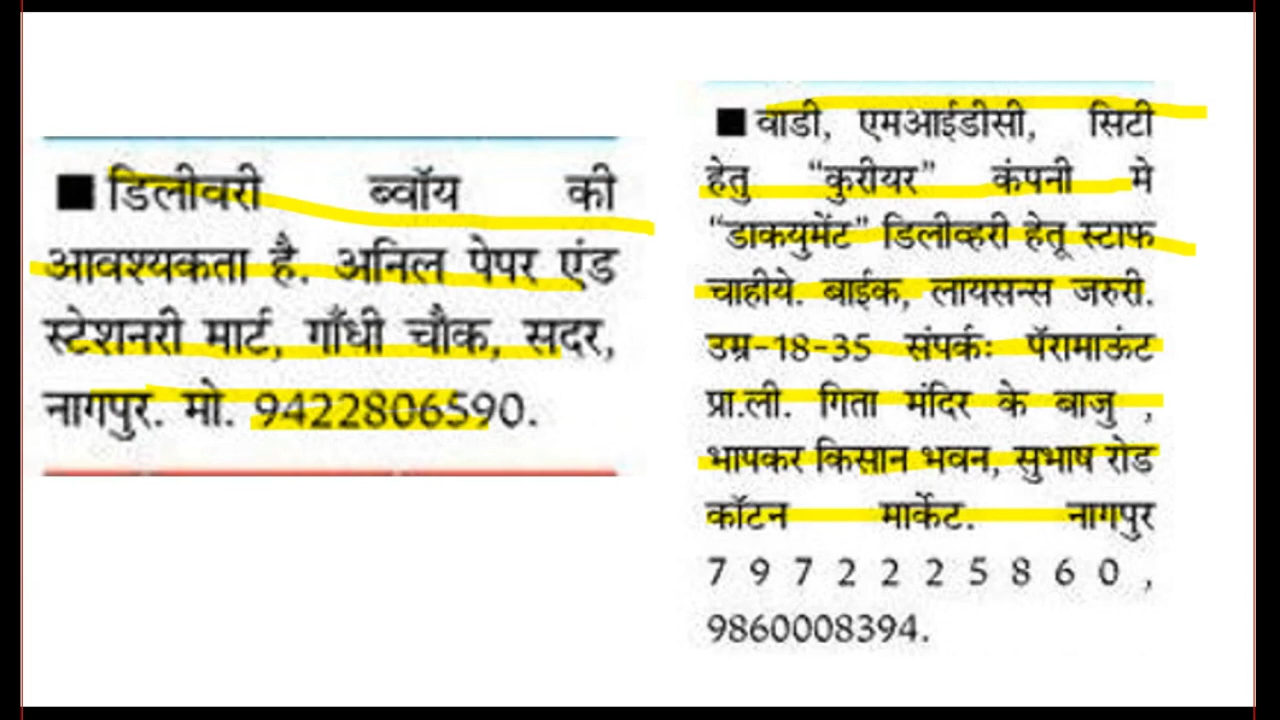 ■ डिलीवरी ब्वॉय की
आवश्यकता है. अनिल पेपर एंड
स्टेशनरी मार्ट, गाँधी चौक, सदर,
नागपुर. मो. 9422806590.
■ वाडी, एमआईडीसी, सिटी
हेतु “कुरीयर” कंपनी मे
“डाकयुमेंट” डिलीव्हरी हेतू स्टाफ
चाहीये. बाईक, लायसन्स जरुरी.
उम्र-18-35 संपर्कः पॅरामाऊंट
प्रा.ली. गिता मंदिर के बाजु ,
भापकर किसान भवन, सुभाष रोड
कॉटन मार्केट. नागपुर
7972225860,
9860008394.